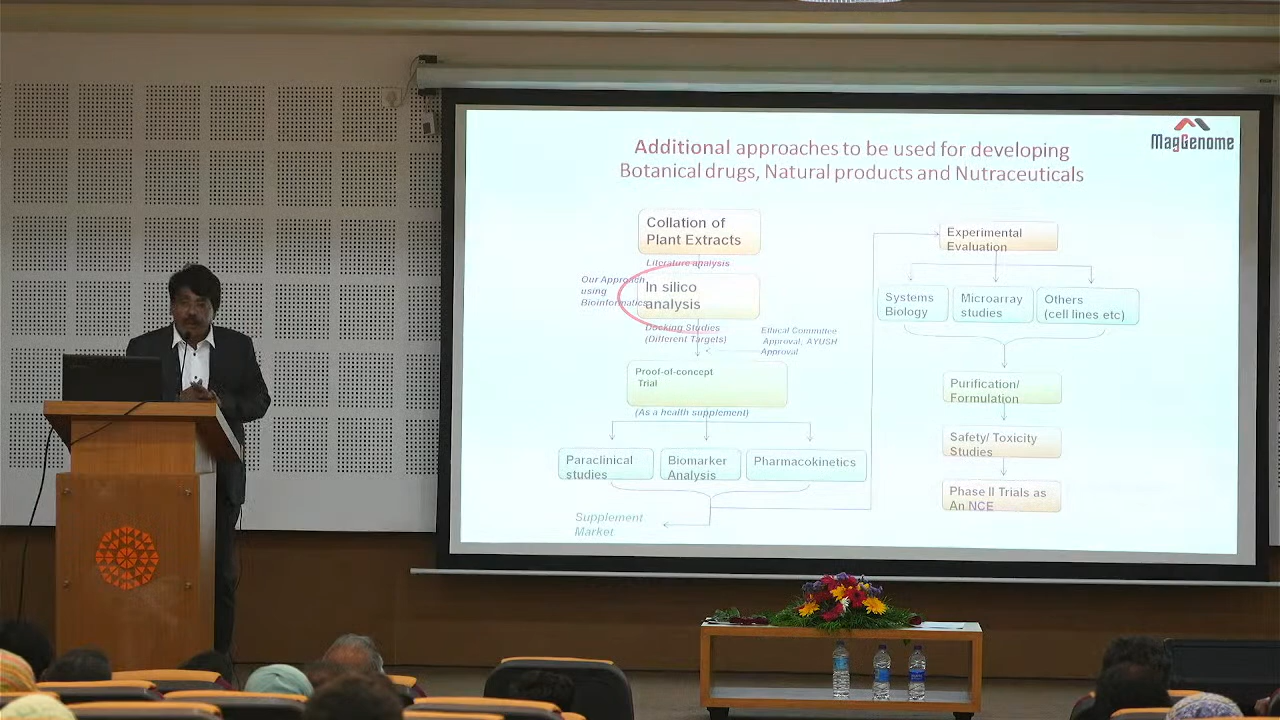 MagGenome
Additional approaches to be used for developing
Botanical drugs, Natural products and Nutraceuticals
Collation of
Plant Extracts
Literature analysis
Our Approach
using
Bioinformatics
In silico
analysis
Docking Studies
(Different Targets)
Ethical Committee
Approval, AYUSH
Approval
Proof-of-concept
Trial
(As a health supplement)
Paraclinical
studies
Biomarker
Analysis
Pharmacokinetics
Supplement
Market
Experimental
Evaluation
Systems
Biology
Microarray
studies
Others
(cell lines etc)
Purification/
Formulation
Safety/ Toxicity
Studies
Phase II Trials as
An NCE